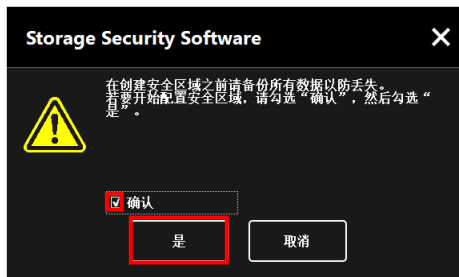 Storage Security Software
在创建安全区域之前请备份所有数据以防丢失。
若要开始配置安全区域，请勾选“确认”，然后勾选“
是”。
确认
是
取消